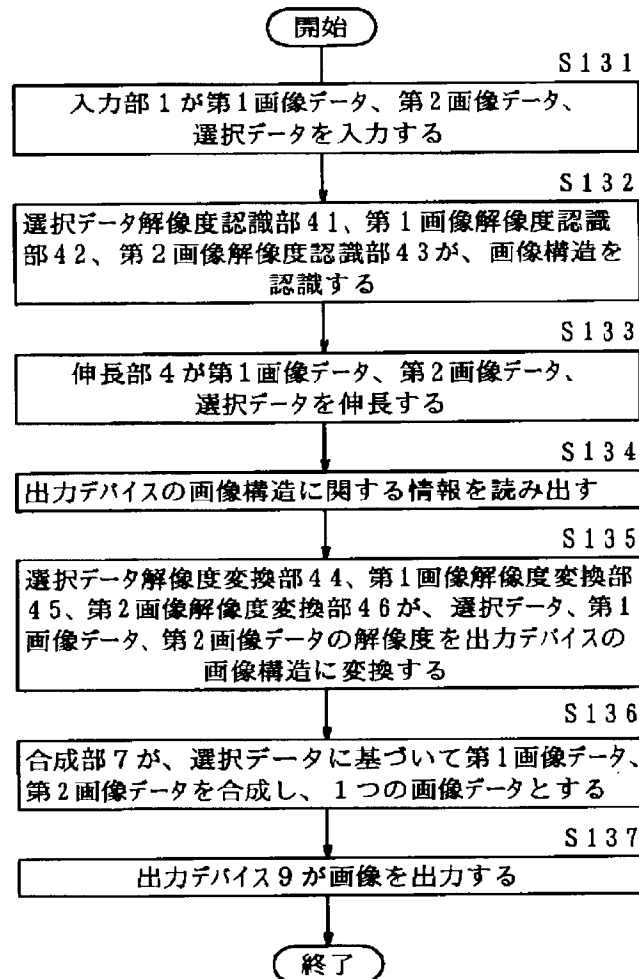 開始
S131
入力部1が第1画像データ、第2画像データ、
選択データを入力する
S132
選択データ解像度認識部41、第1画像解像度認識
部42、第2画像解像度認識部43が、画像構造を
認識する
S133
伸長部4が第1画像データ、第2画像データ、
選択データを伸長する
S134
出力デバイスの画像構造に関する情報を読み出す
S135
選択データ解像度変換部44、第1画像解像度変換部
45、第2画像解像度変換部46が、選択データ、第1
画像データ、第2画像データの解像度を出力デバイスの
画像構造に変換する
S136
合成部7が、選択データに基づいて第1画像データ、
第2画像データを合成し、1つの画像データとする
S137
出力デバイス9が画像を出力する
終了